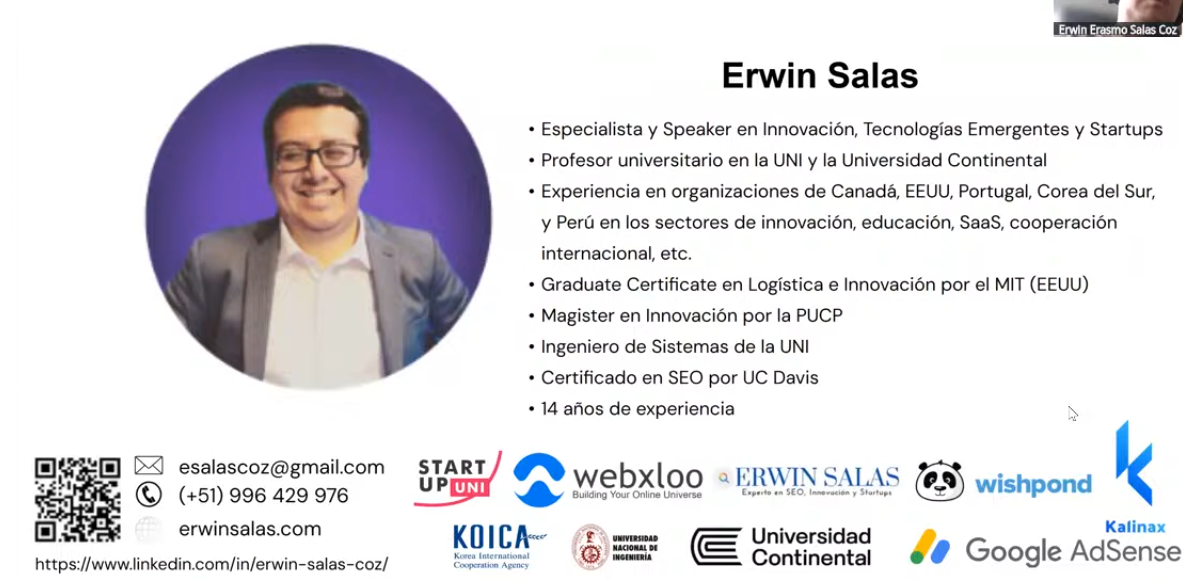 Erwin Erasmo Salas Coz
Erwin Salas
• Especialista y Speaker en Innovación, Tecnologías Emergentes y Startups
• Profesor universitario en la UNI y la Universidad Continental
• Experiencia en organizaciones de Canadá, EEUU, Portugal, Corea del Sur,
y Perú en los sectores de innovación, educación, SaaS, cooperación
internacional, etc.
• Graduate Certificate en Logística e Innovación por el MIT (EEUU)
• Magister en Innovación por la PUCP
• Ingeniero de Sistemas de la UNI
• Certificado en SEO por UC Davis
• 14 años de experiencia
esalascoz@gmail.com
(+51) 996 429 976
erwinsalas.com
https://www.linkedin.com/in/erwin-salas-coz/
START
UP UNI
webxloo
Building Your Online Universe
ERWIN SALAS
Experto en SEO, Innovación y Startups
wishpond
Kalinax
KOICA
Korea International
Cooperation Agency
UNIVERSIDAD
NACIONAL DE
INGENIERÍA
Universidad
Continental
Google AdSense